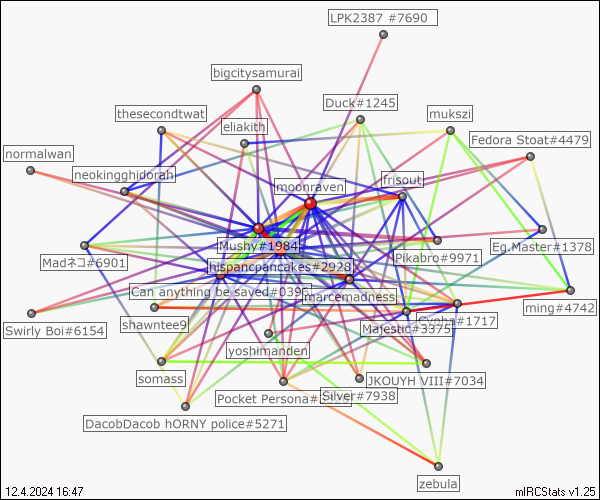 LPK2387 #7690
bigcitysamurai
Duck#1245
thesecondtwat
mukszi
eliakith
Fedora Stoat#4479
normalwan
neokingghidorah
frisout
moonraven
Mushy#1984
Eg.Master#1378
Pikabro#9971
Madネコ#6901
hispancpancakes#2928
Can anything be saved#039
marcemadness
ming#4742
Cypha#1717
shawntee9
Swirly Boi#6154
Majestic#3375
yoshimanden
somass
JKOUYH VIII#7034
Pocket Persona#
Silver#7938
DacobDacob hORNY police#5271
zebula
12.4.2024 16:47
mIRCStats v1.25